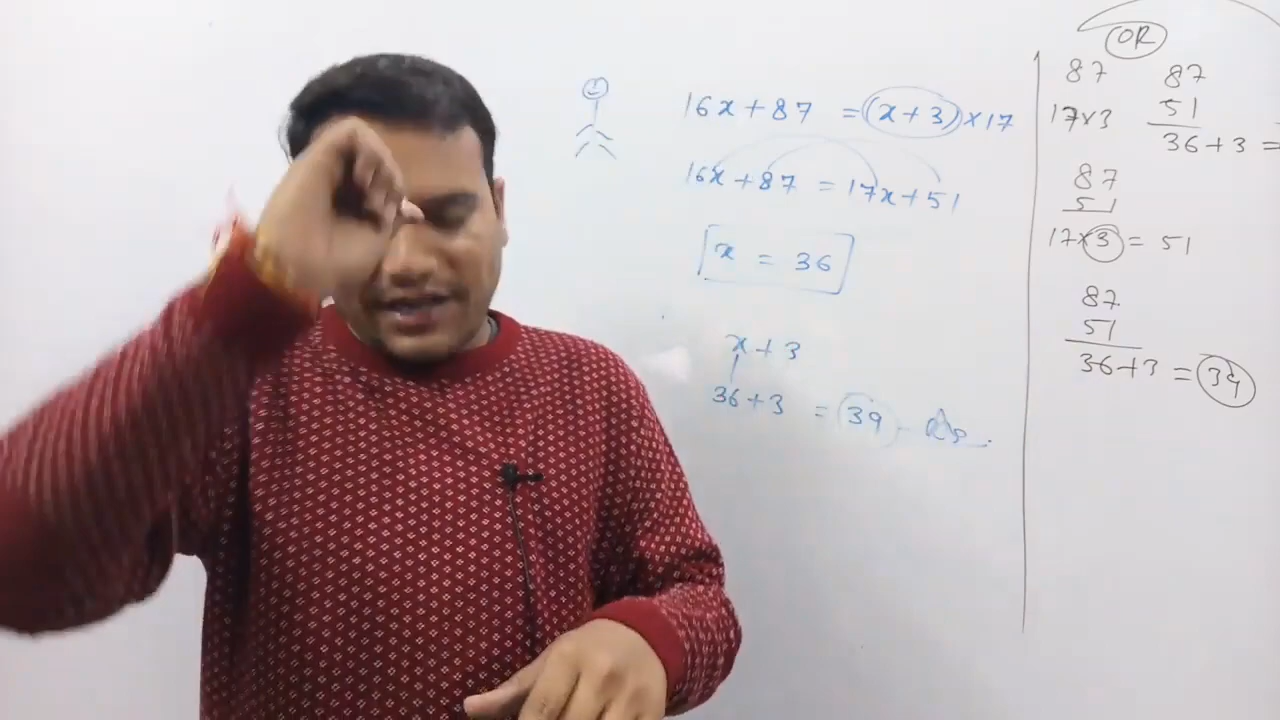 16x + 87 = (x + 3) × 17
16x + 87 = 17x + 51
x = 36
x + 3
36 + 3 = 39
OR
87
17×3
87
51
36 + 3 =
87
51
17×3 = 51
87
51
36 + 3 = 39